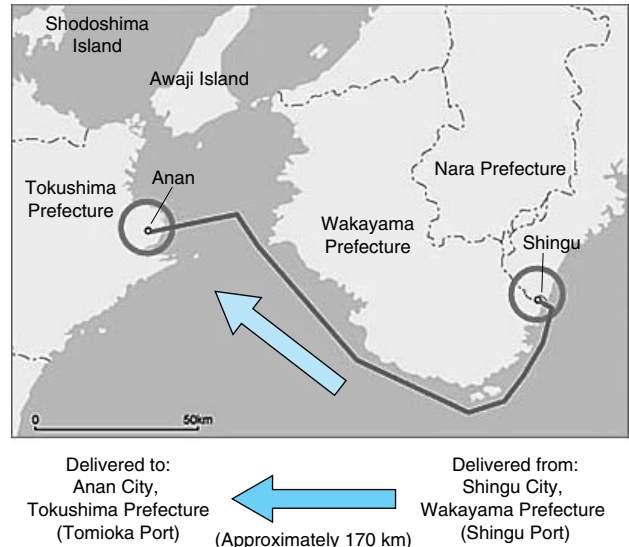 Shodoshima
Island
Awaji Island
Nara Prefecture
Anan
Tokushima
Prefecture
Wakayama
Prefecture
Shingu
0
50km
Delivered to:
Anan City,
Tokushima Prefecture
(Tomioka Port)
(Approximately 170 km)
Delivered from:
Shingu City,
Wakayama Prefecture
(Shingu Port)